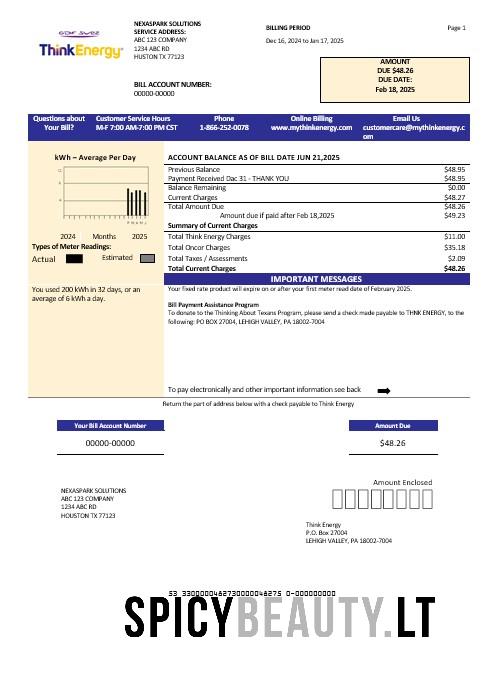 GDF SVEZ
ThinkEnergy®
NEXASPARK SOLUTIONS
SERVICE ADDRESS:
ABC 123 COMPANY
1234 ABC RD
HUSTON TX 77123
BILL ACCOUNT NUMBER:
00000-00000
BILLING PERIOD
Dec 16, 2024 to Jan 17, 2025
Page 1
AMOUNT
DUE $48.26
DUE DATE:
Feb 18, 2025
Questions about
Your Bill?
Customer Service Hours
M-F 7:00 AM-7:00 PM CST
Phone
1-866-252-0078
Online Billing
www.mythinkenergy.com
Email Us
customercare@mythinkenergy.c
om
kWh – Average Per Day
2024 Months 2025
Types of Meter Readings:
Actual Estimated
You used 200 kWh in 32 days, or an
average of 6 kWh a day.
ACCOUNT BALANCE AS OF BILL DATE JUN 21,2025
Previous Balance $48.95
Payment Received Dac 31 - THANK YOU $48.95
Balance Remaining $0.00
Current Charges $48.27
Total Amount Due $48.26
Amount due if paid after Feb 18,2025 $49.23
Summary of Current Charges
Total Think Energy Charges $11.00
Total Oncor Charges $35.18
Total Taxes / Assessments $2.09
Total Current Charges $48.26
IMPORTANT MESSAGES
Your fixed rate product will expire on or after your first meter read date of February 2025.
Bill Payment Assistance Program
To donate to the Thinking About Texans Program, please send a check made payable to THNK ENERGY, to the
following: PO BOX 27004, LEHIGH VALLEY, PA 18002-7004
To pay electronically and other important information see back
Return the part of address below with a check payable to Think Energy
Your Bill Account Number
00000-00000
Amount Due
$48.26
NEXASPARK SOLUTIONS
ABC 123 COMPANY
1234 ABC RD
HOUSTON TX 77123
Amount Enclosed
Think Energy
P.O. Box 27004
LEHIGH VALLEY, PA 18002-7004
SPICYBEAUTY.LT